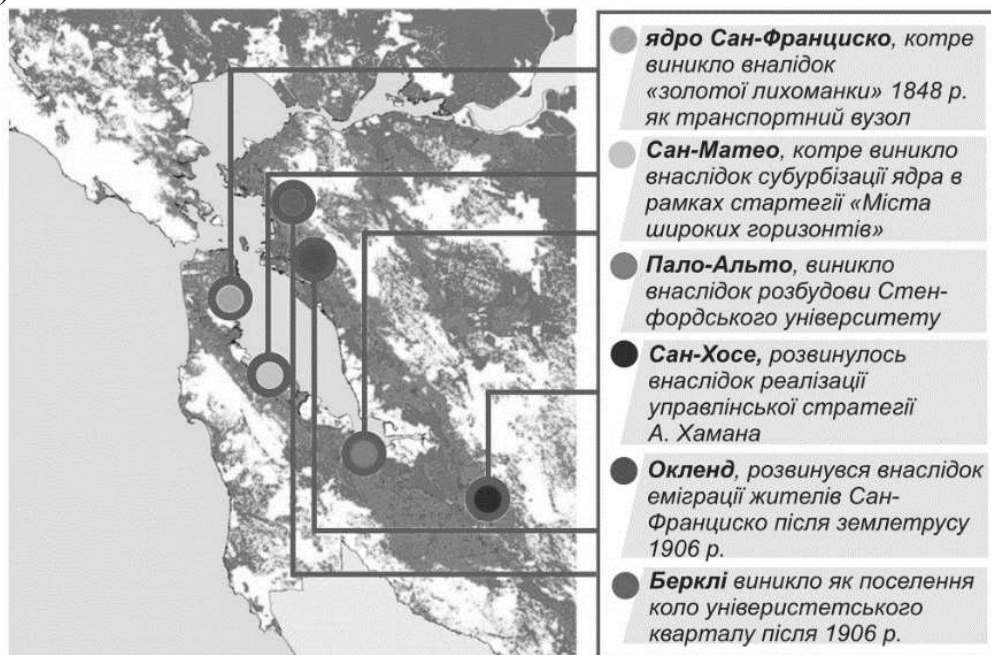 ядро Сан-Франциско, котре
виникло вналідок
«золотої лихоманки» 1848 р.
як транспортний вузол
Сан-Матео, котре виникло
внаслідок субурбізації ядра в
рамках стартегії «Міста
широких горизонтів»
Пало-Альто, виникло
внаслідок розбудови Стен-
фордського університету
Сан-Хосе, розвинулось
внаслідок реалізації
управлінської стратегії
А. Хамана
Окленд, розвинувся внаслідок
еміграції жителів Сан-
Франциско після землетрусу
1906 р.
Берклі виникло як поселення
коло універистетського
кварталу після 1906 р.